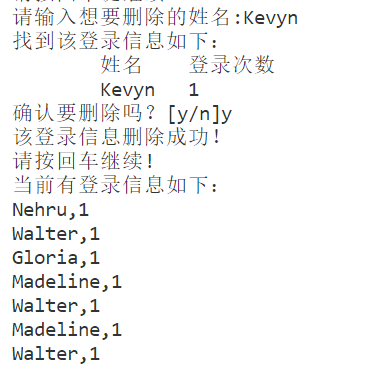 请输入想要删除的姓名:Kevyn
找到该登录信息如下：
姓名 登录次数
Kevyn 1
确认要删除吗？[y/n]y
该登录信息删除成功！
请按回车继续！
当前有登录信息如下：
Nehru,1
Walter,1
Gloria,1
Madeline,1
Walter,1
Madeline,1
Walter,1